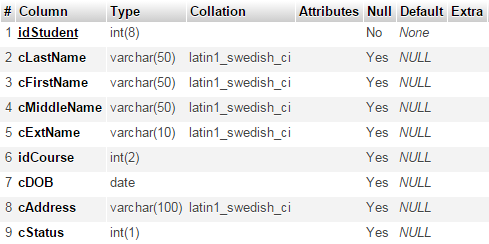 # Column Type Collation Attributes Null Default Extra
1 idStudent int(8) No None
2 cLastName varchar(50) latin1_swedish_ci Yes NULL
3 cFirstName varchar(50) latin1_swedish_ci Yes NULL
4 cMiddleName varchar(50) latin1_swedish_ci Yes NULL
5 cExtName varchar(10) latin1_swedish_ci Yes NULL
6 idCourse int(2) Yes NULL
7 cDOB date Yes NULL
8 cAddress varchar(100) latin1_swedish_ci Yes NULL
9 cStatus int(1) Yes NULL